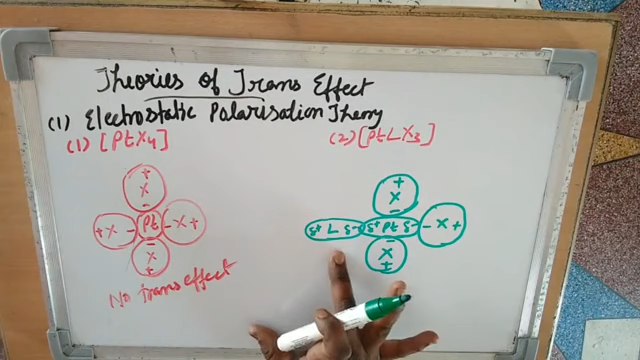 Theories of Trans Effect
(1) Electrostatic Polarisation Theory
(1) [PtX4]
(2) [PtLX3]
+
X
-
+X - Pt - X +
-
X
+
No trans effect
+
X
-
δ+ L δ- δ+ Pt δ- - X +
-
X
+